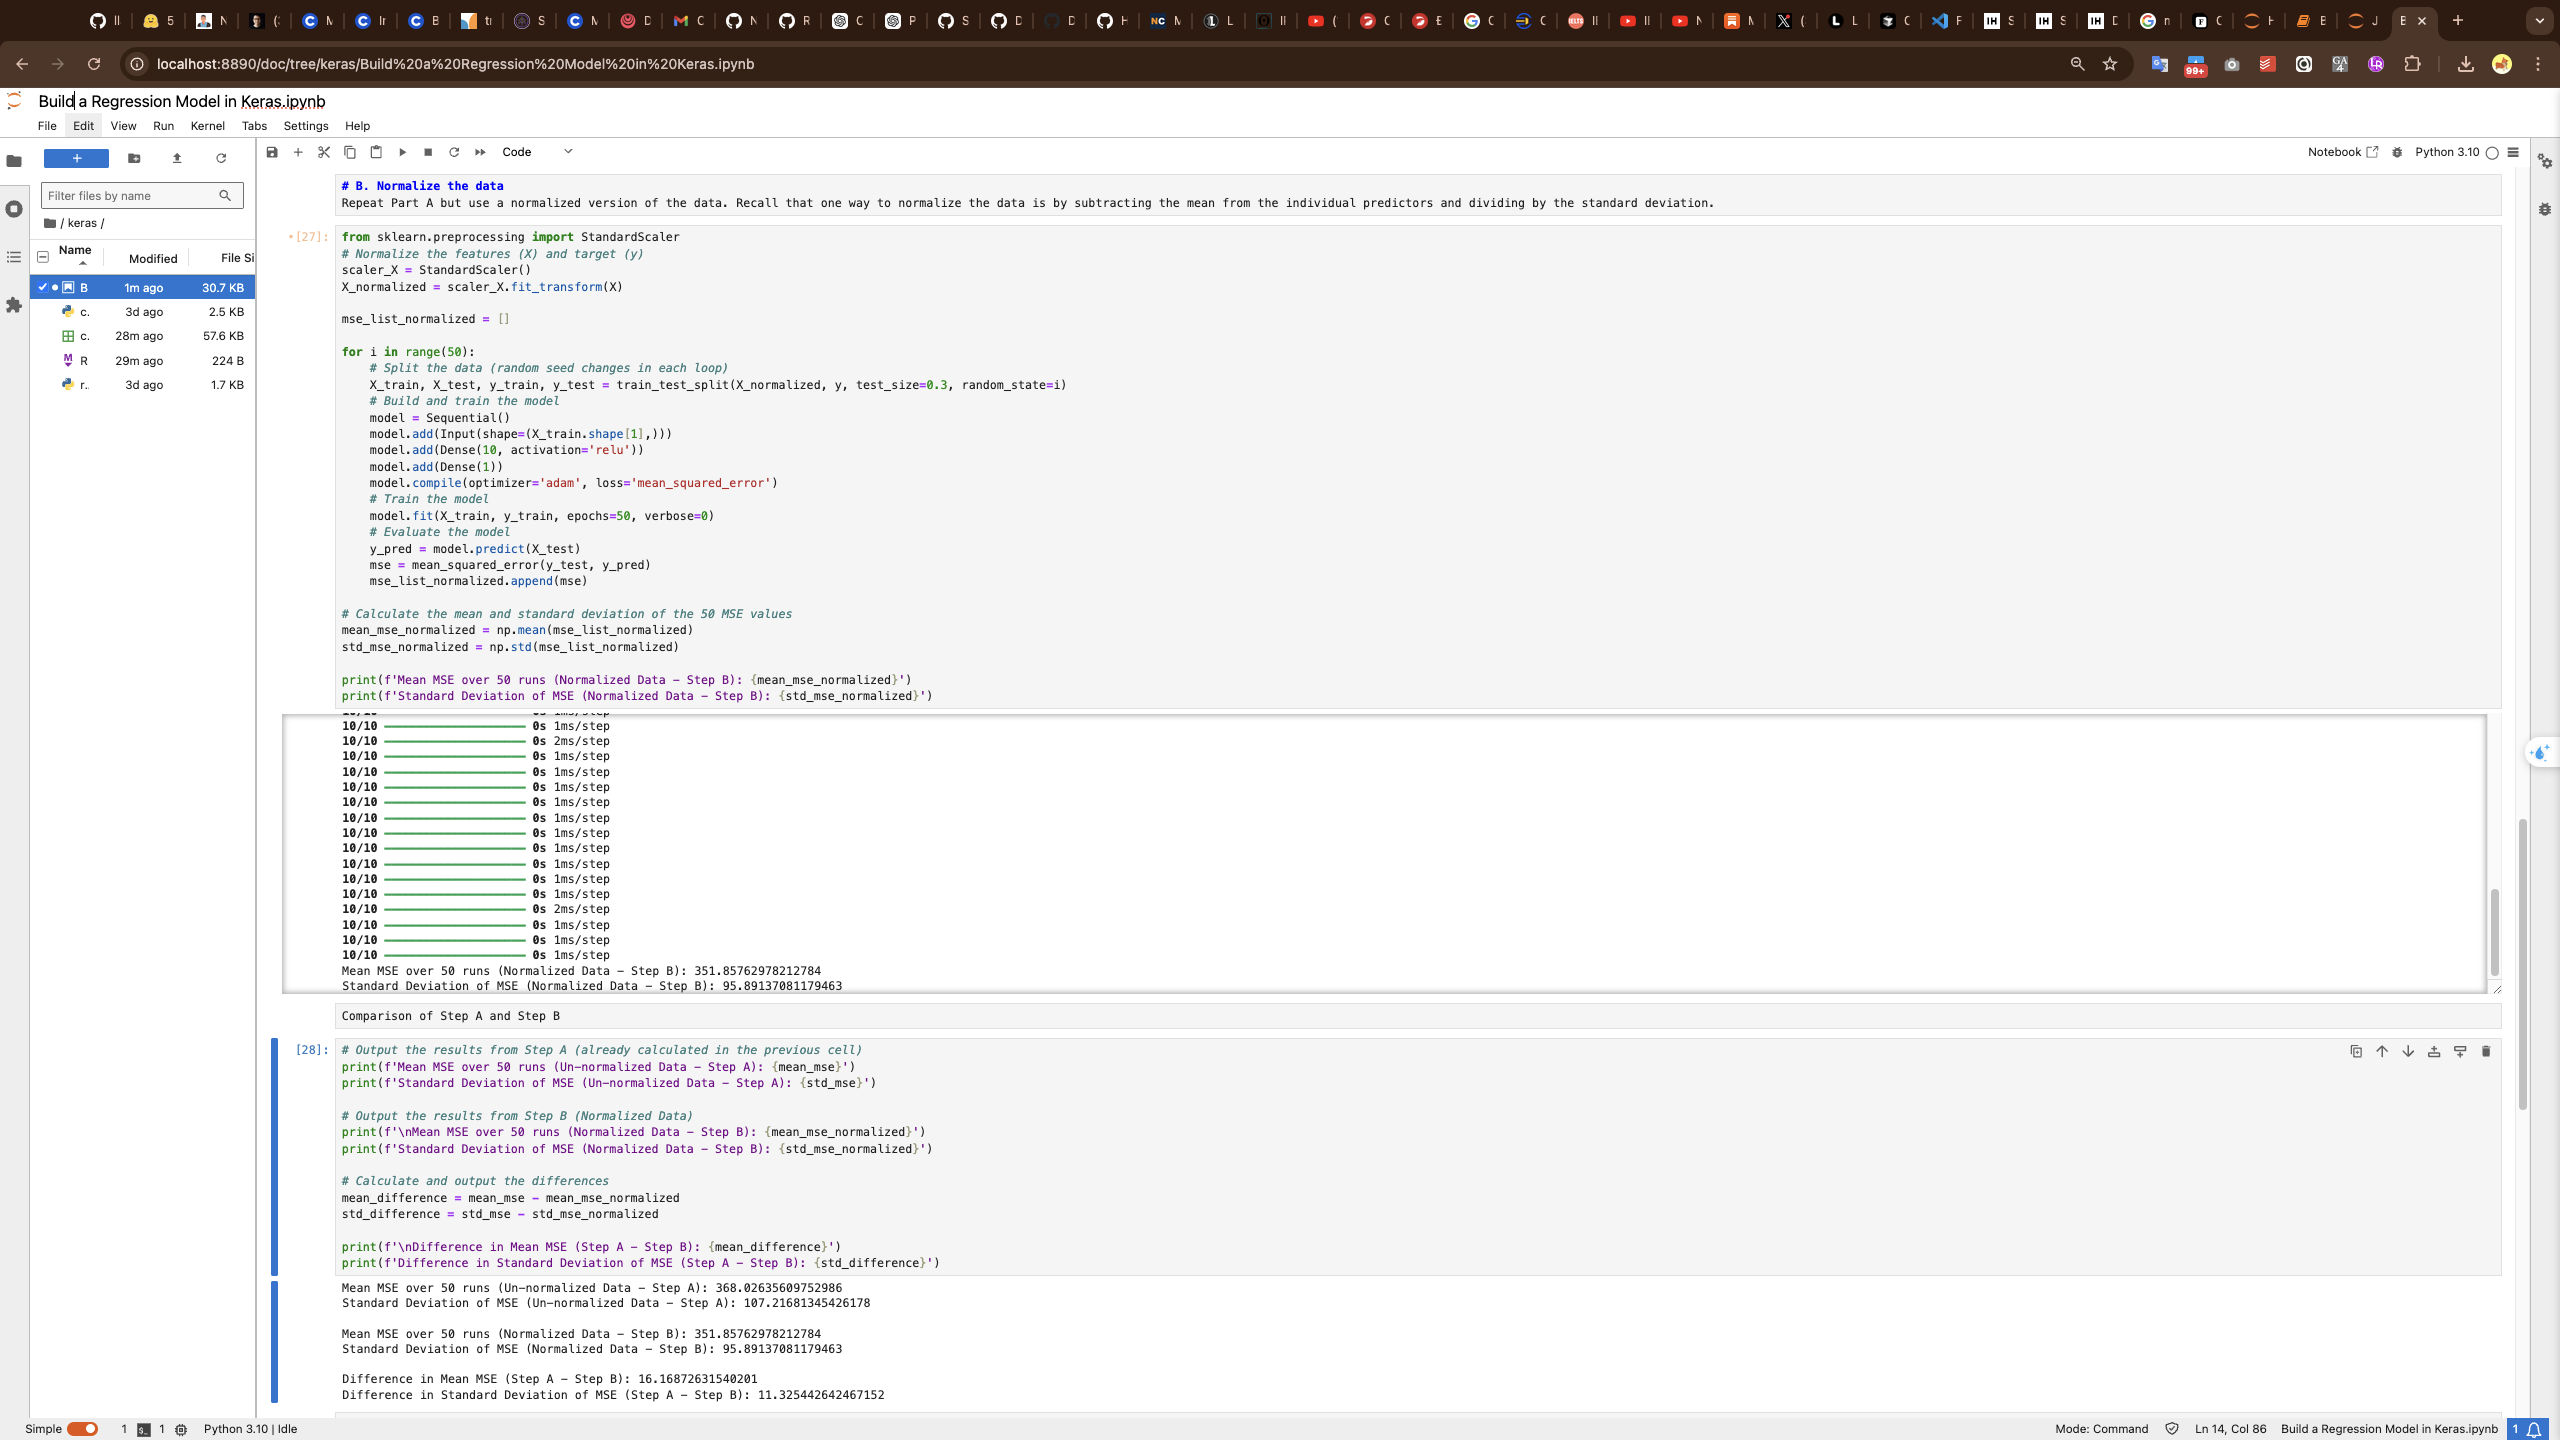 localhost:8890/doc/tree/keras/Build%20a%20Regression%20Model%20in%20Keras.ipynb
99+
Build a Regression Model in Keras.ipynb
File Edit View Run Kernel Tabs Settings Help
Code
Notebook Python 3.10
Filter files by name
/ keras /
Name Modified File Si
B 1m ago 30.7 KB
c. 3d ago 2.5 KB
c. 28m ago 57.6 KB
R 29m ago 224 B
r.. 3d ago 1.7 KB
# B. Normalize the data
Repeat Part A but use a normalized version of the data. Recall that one way to normalize the data is by subtracting the mean from the individual predictors and dividing by the standard deviation.
[27]:
from sklearn.preprocessing import StandardScaler
# Normalize the features (X) and target (y)
scaler_X = StandardScaler()
X_normalized = scaler_X.fit_transform(X)
mse_list_normalized = []
for i in range(50):
# Split the data (random seed changes in each loop)
X_train, X_test, y_train, y_test = train_test_split(X_normalized, y, test_size=0.3, random_state=i)
# Build and train the model
model = Sequential()
model.add(Input(shape=(X_train.shape[1],)))
model.add(Dense(10, activation='relu'))
model.add(Dense(1))
model.compile(optimizer='adam', loss='mean_squared_error')
# Train the model
model.fit(X_train, y_train, epochs=50, verbose=0)
# Evaluate the model
y_pred = model.predict(X_test)
mse = mean_squared_error(y_test, y_pred)
mse_list_normalized.append(mse)
# Calculate the mean and standard deviation of the 50 MSE values
mean_mse_normalized = np.mean(mse_list_normalized)
std_mse_normalized = np.std(mse_list_normalized)
print(f'Mean MSE over 50 runs (Normalized Data - Step B): {mean_mse_normalized}')
print(f'Standard Deviation of MSE (Normalized Data - Step B): {std_mse_normalized}')
10/10 0s 1ms/step
10/10 0s 2ms/step
10/10 0s 1ms/step
10/10 0s 1ms/step
10/10 0s 1ms/step
10/10 0s 1ms/step
10/10 0s 1ms/step
10/10 0s 1ms/step
10/10 0s 1ms/step
10/10 0s 1ms/step
10/10 0s 1ms/step
10/10 0s 1ms/step
10/10 0s 2ms/step
10/10 0s 1ms/step
10/10 0s 1ms/step
10/10 0s 1ms/step
Mean MSE over 50 runs (Normalized Data - Step B): 351.85762978212784
Standard Deviation of MSE (Normalized Data - Step B): 95.89137081179463
Comparison of Step A and Step B
[28]:
# Output the results from Step A (already calculated in the previous cell)
print(f'Mean MSE over 50 runs (Un-normalized Data - Step A): {mean_mse}')
print(f'Standard Deviation of MSE (Un-normalized Data - Step A): {std_mse}')
# Output the results from Step B (Normalized Data)
print(f'\nMean MSE over 50 runs (Normalized Data - Step B): {mean_mse_normalized}')
print(f'Standard Deviation of MSE (Normalized Data - Step B): {std_mse_normalized}')
# Calculate and output the differences
mean_difference = mean_mse - mean_mse_normalized
std_difference = std_mse - std_mse_normalized
print(f'\nDifference in Mean MSE (Step A - Step B): {mean_difference}')
print(f'Difference in Standard Deviation of MSE (Step A - Step B): {std_difference}')
Mean MSE over 50 runs (Un-normalized Data - Step A): 368.02635609752986
Standard Deviation of MSE (Un-normalized Data - Step A): 107.21681345426178
Mean MSE over 50 runs (Normalized Data - Step B): 351.85762978212784
Standard Deviation of MSE (Normalized Data - Step B): 95.89137081179463
Difference in Mean MSE (Step A - Step B): 16.16872631540201
Difference in Standard Deviation of MSE (Step A - Step B): 11.325442642467152
Simple 1 1 Python 3.10 | Idle
Mode: Command Ln 14, Col 86 Build a Regression Model in Keras.ipynb 1